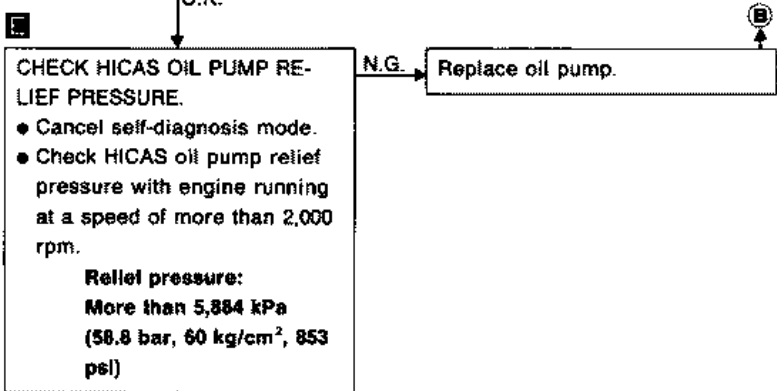 O.K.
E
B
CHECK HICAS OIL PUMP RE-
LIEF PRESSURE.
● Cancel self-diagnosis mode.
● Check HICAS oil pump relief
pressure with engine running
at a speed of more than 2,000
rpm.
Relief pressure:
More than 5,884 kPa
(58.8 bar, 60 kg/cm², 853
psi)
N.G.
Replace oil pump.